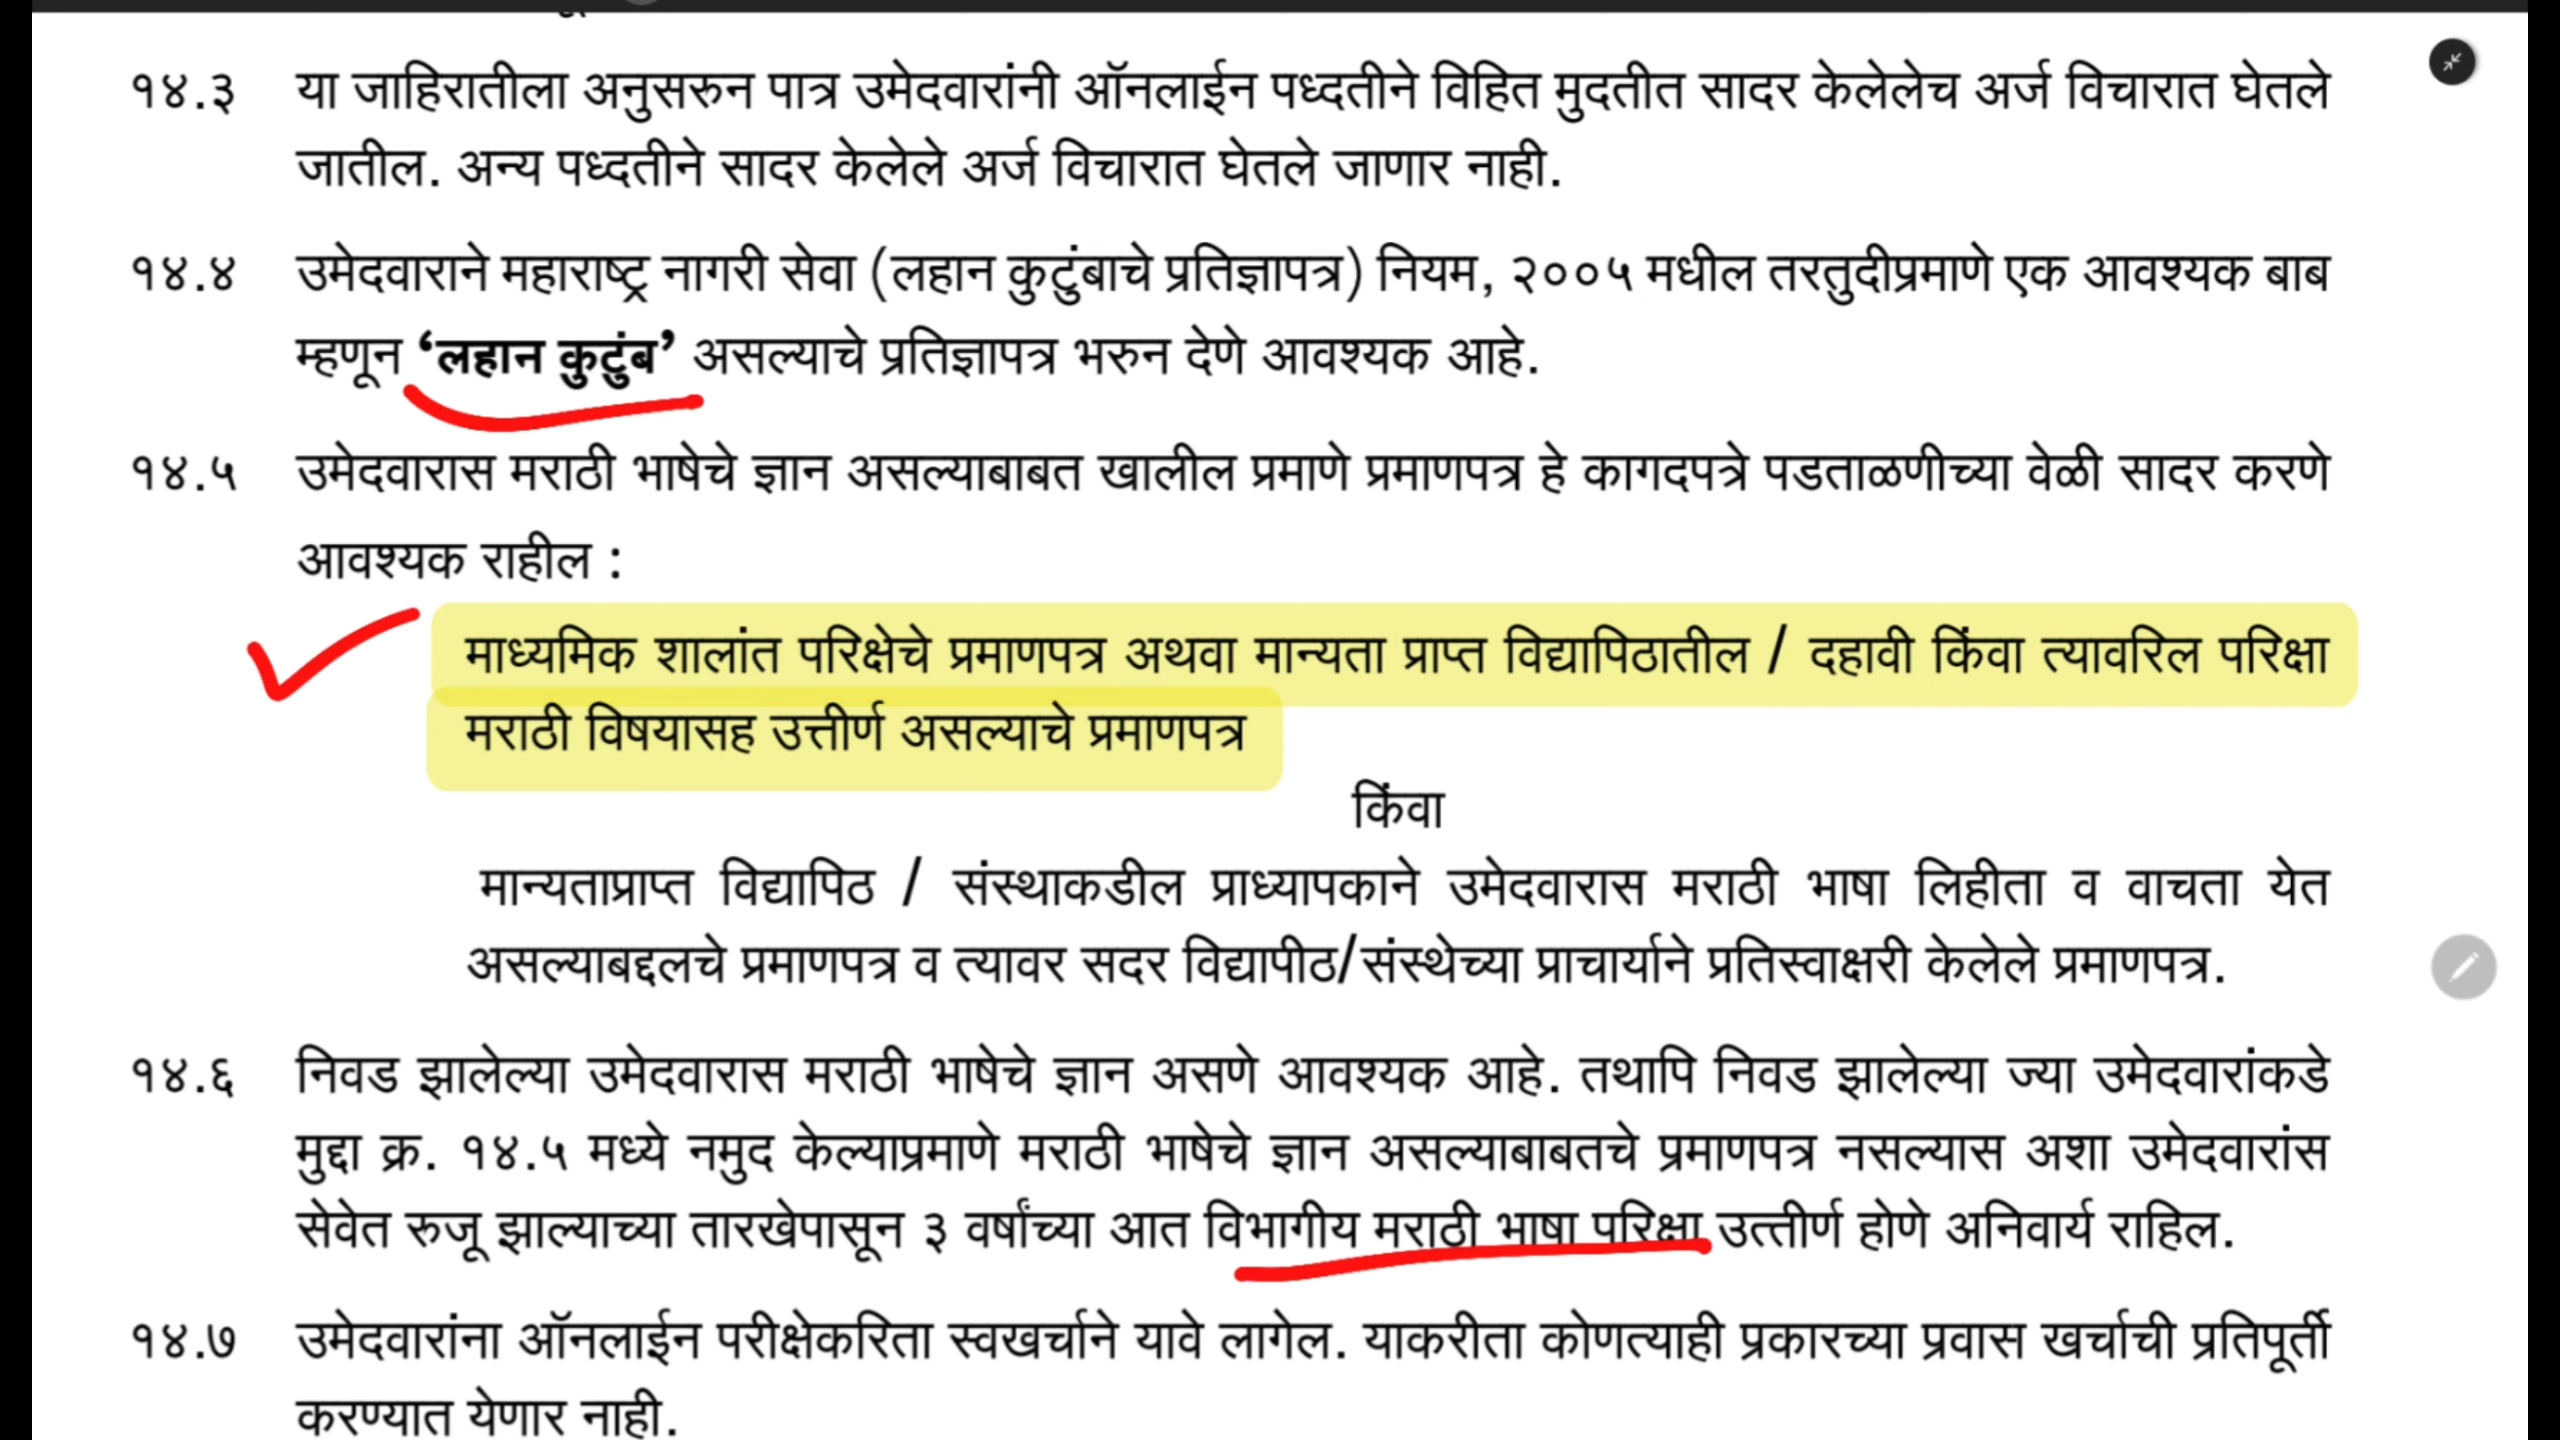 १४.३ या जाहिरातीला अनुसरुन पात्र उमेदवारांनी ऑनलाईन पध्दतीने विहित मुदतीत सादर केलेलेच अर्ज विचारात घेतले
जातील. अन्य पध्दतीने सादर केलेले अर्ज विचारात घेतले जाणार नाही.
१४.४ उमेदवाराने महाराष्ट्र नागरी सेवा (लहान कुटुंबाचे प्रतिज्ञापत्र) नियम, २००५ मधील तरतुदीप्रमाणे एक आवश्यक बाब
म्हणून ‘लहान कुटुंब’ असल्याचे प्रतिज्ञापत्र भरुन देणे आवश्यक आहे.
१४.५ उमेदवारास मराठी भाषेचे ज्ञान असल्याबाबत खालील प्रमाणे प्रमाणपत्र हे कागदपत्रे पडताळणीच्या वेळी सादर करणे
आवश्यक राहील :
माध्यमिक शालांत परिक्षेचे प्रमाणपत्र अथवा मान्यता प्राप्त विद्यापिठातील / दहावी किंवा त्यावरिल परिक्षा
मराठी विषयासह उत्तीर्ण असल्याचे प्रमाणपत्र
किंवा
मान्यताप्राप्त विद्यापिठ / संस्थाकडील प्राध्यापकाने उमेदवारास मराठी भाषा लिहीता व वाचता येत
असल्याबद्दलचे प्रमाणपत्र व त्यावर सदर विद्यापीठ/संस्थेच्या प्राचार्याने प्रतिस्वाक्षरी केलेले प्रमाणपत्र.
१४.६ निवड झालेल्या उमेदवारास मराठी भाषेचे ज्ञान असणे आवश्यक आहे. तथापि निवड झालेल्या ज्या उमेदवारांकडे
मुद्दा क्र. १४.५ मध्ये नमुद केल्याप्रमाणे मराठी भाषेचे ज्ञान असल्याबाबतचे प्रमाणपत्र नसल्यास अशा उमेदवारांस
सेवेत रुजू झाल्याच्या तारखेपासून ३ वर्षांच्या आत विभागीय मराठी भाषा परिक्षा उत्तीर्ण होणे अनिवार्य राहिल.
१४.७ उमेदवारांना ऑनलाईन परीक्षेकरिता स्वखर्चाने यावे लागेल. याकरीता कोणत्याही प्रकारच्या प्रवास खर्चाची प्रतिपूर्ती
करण्यात येणार नाही.